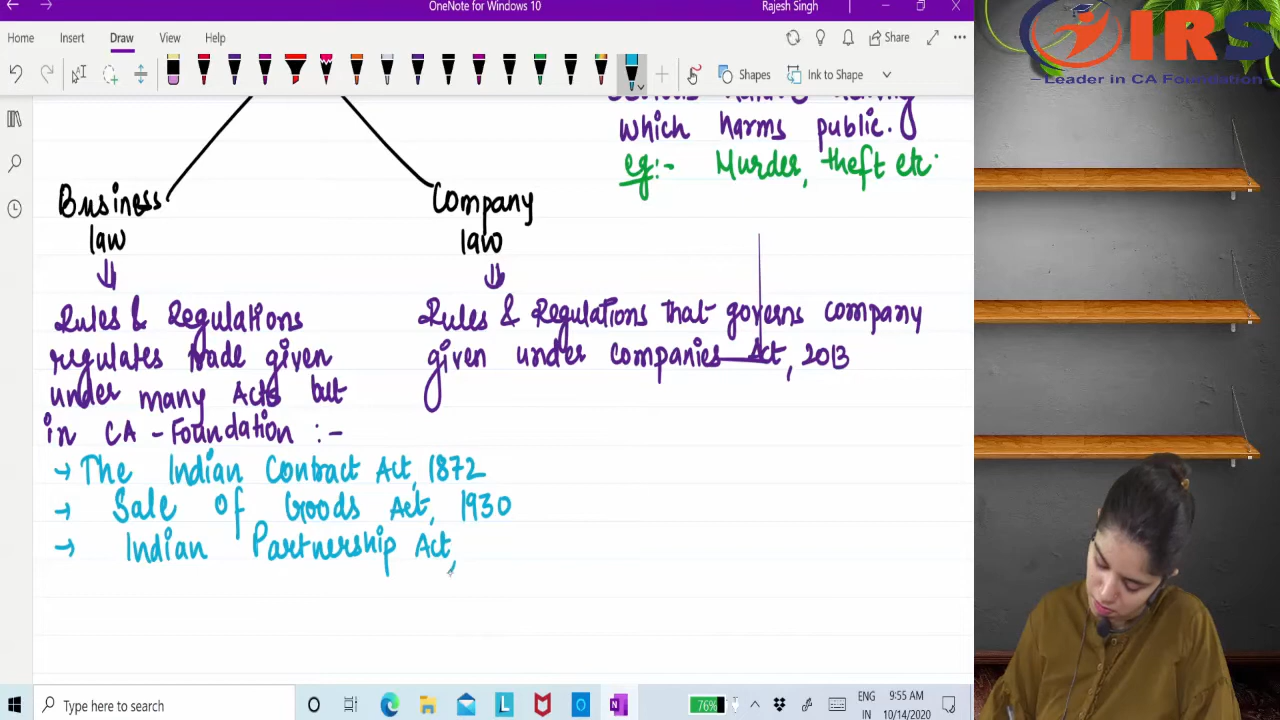 OneNote for Windows 10
Rajesh Singh
Home Insert Draw View Help
Share
Shapes
Ink to Shape
IRS
Leader in CA Foundation
which harms public.
eg:- Murder, theft etc.
Business
law
Rules & Regulations
regulates trade given
under many Acts but
in CA - Foundation :-
→ The Indian Contract Act, 1872
→ Sale of Goods Act, 1930
→ Indian Partnership Act,
Company
law
Rules & Regulations that governs company
given under companies Act, 2013
Type here to search
76%
ENG
IN
9:55 AM
10/14/2020